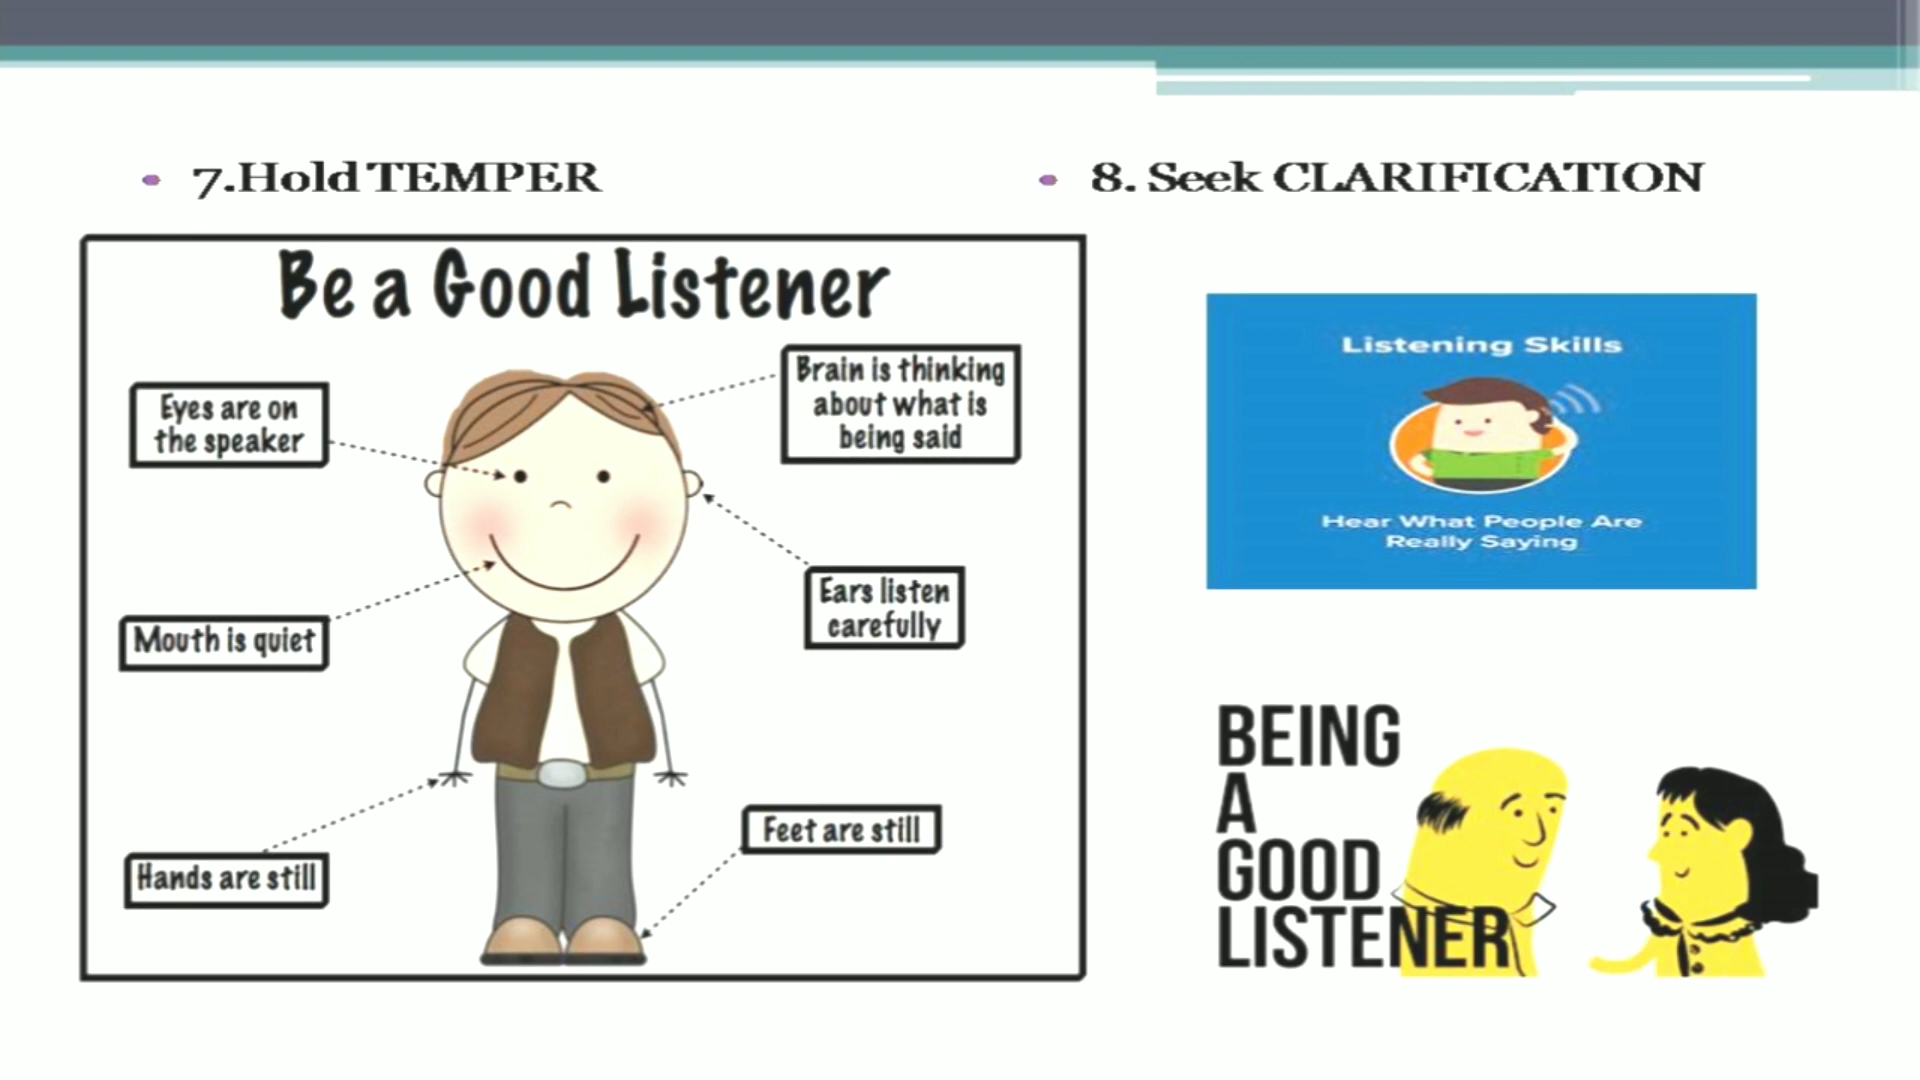 7.Hold TEMPER
8. Seek CLARIFICATION
Be a Good Listener
Eyes are on
the speaker
Brain is thinking
about what is
being said
Mouth is quiet
Ears listen
carefully
Hands are still
Feet are still
Listening Skills
Hear What People Are
Really Saying
BEING
A
GOOD
LISTENER